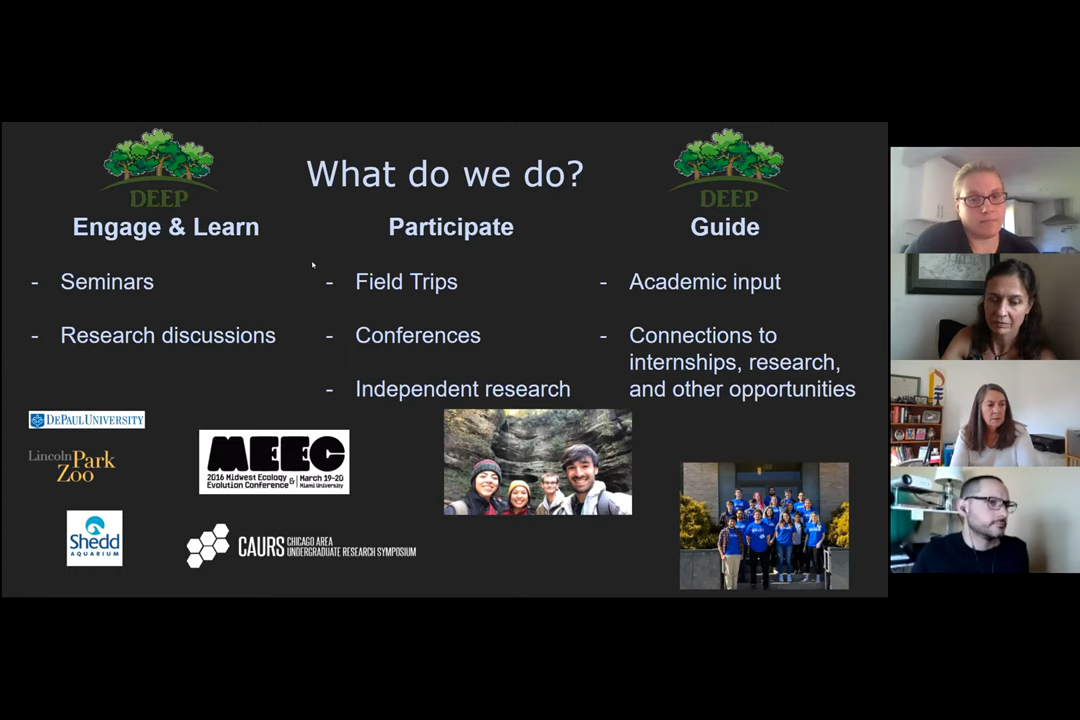 DEEP
What do we do?
DEEP
Engage & Learn
- Seminars
- Research discussions
Participate
- Field Trips
- Conferences
- Independent research
Guide
- Academic input
- Connections to
internships, research,
and other opportunities
DEPAUL UNIVERSITY
Lincoln Park
Zoo
Shedd
AQUARIUM
MEEC
2016 Midwest Ecology
Evolution Conference
&
March 19-20
Miami University
CAURS
CHICAGO AREA
UNDERGRADUATE RESEARCH SYMPOSIUM